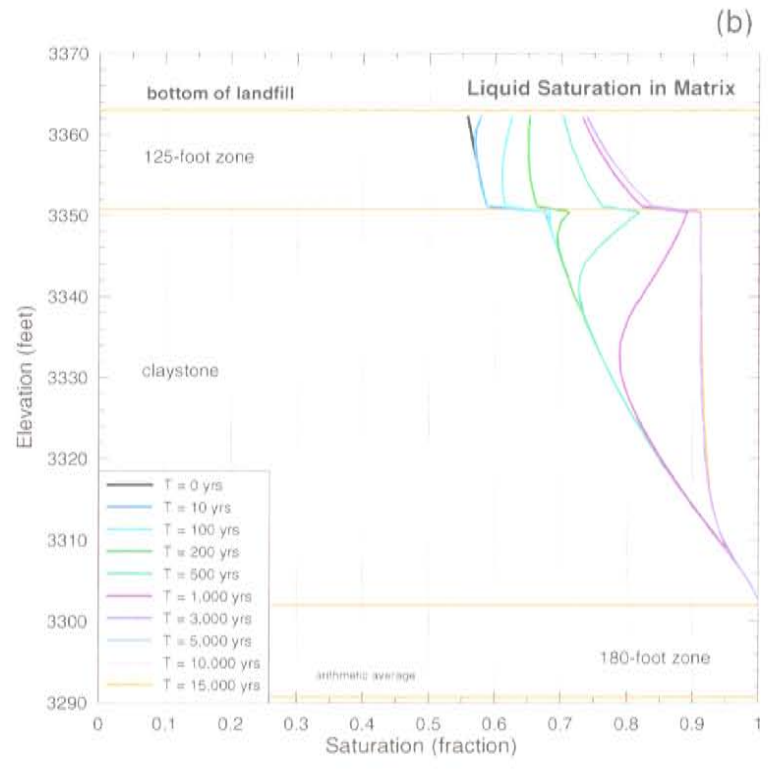 (b)
3370
bottom of landfill
Liquid Saturation in Matrix
3360
125-foot zone
3350
3340
Elevation (feet)
claystone
3330
3320
T = 0 yrs
T = 10 yrs
T = 100 yrs
3310
T = 200 yrs
T = 500 yrs
T = 1,000 yrs
3300
T = 3,000 yrs
T = 5,000 yrs
T = 10,000 yrs
T = 15,000 yrs
180-foot zone
arithmetic average
3290
0 0.1 0.2 0.3 0.4 0.5 0.6 0.7 0.8 0.9 1
Saturation (fraction)